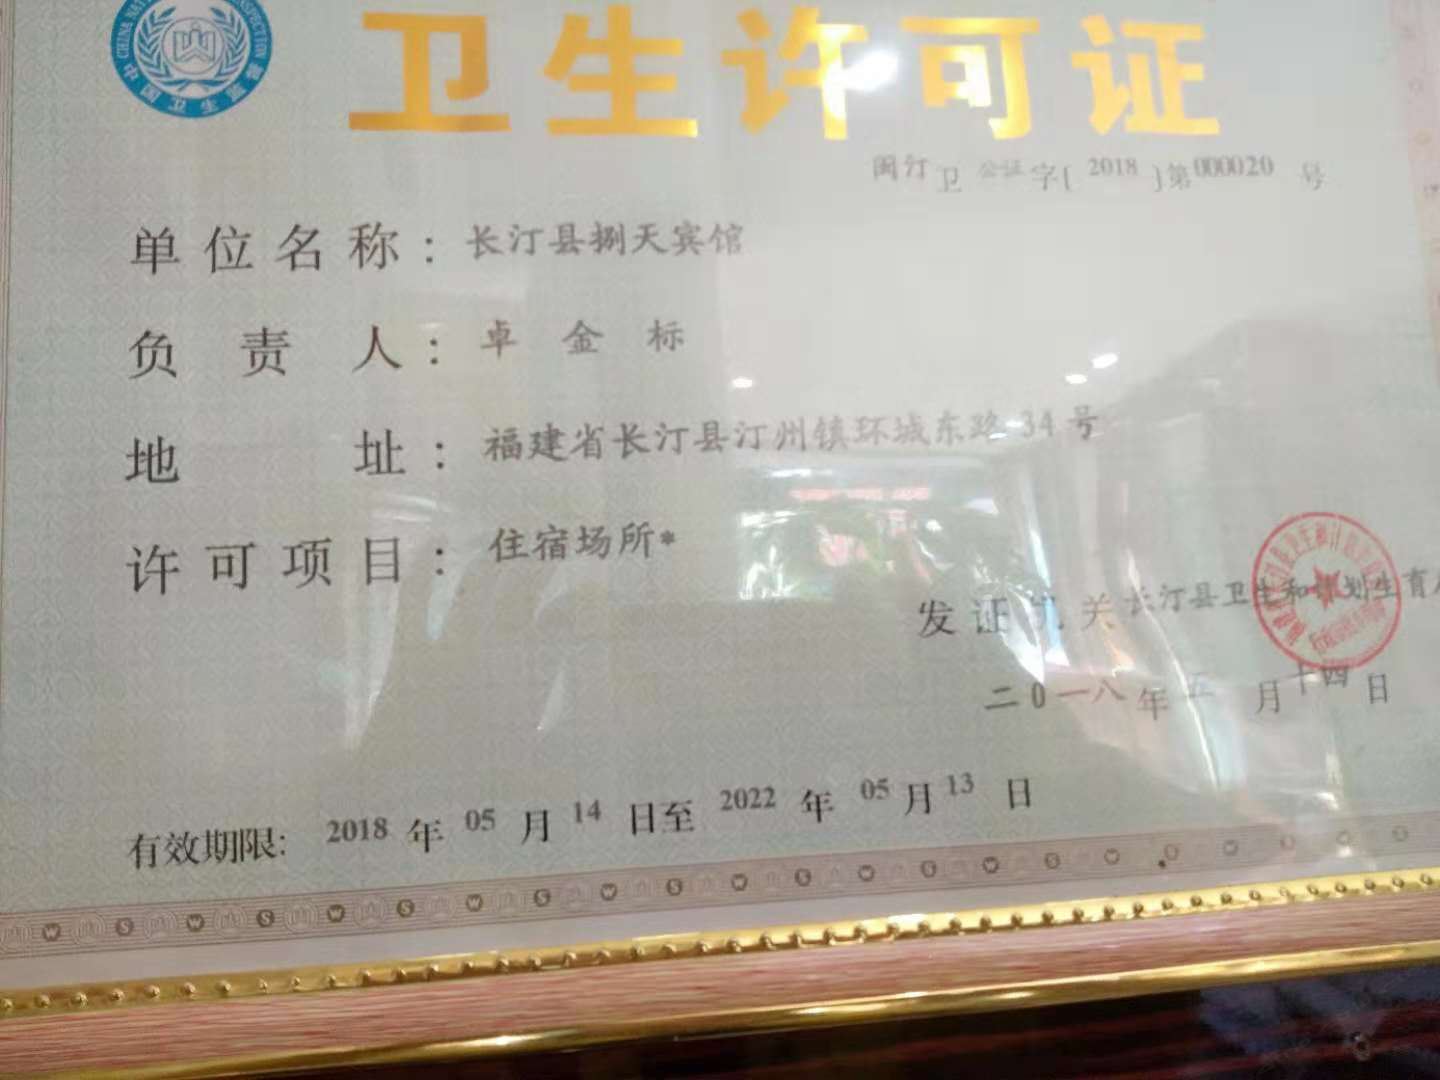 卫生许可证
闽汀卫公证字[2018]第000020号
单位名称：长汀县捌天宾馆
负责人：卓金标
地址：福建省长汀县汀州镇环城东路34号
许可项目：住宿场所*
发证机关长汀县卫生和计划生育
二0一八年五月十四日
有效期限:2018年05月14日至2022年05月13日